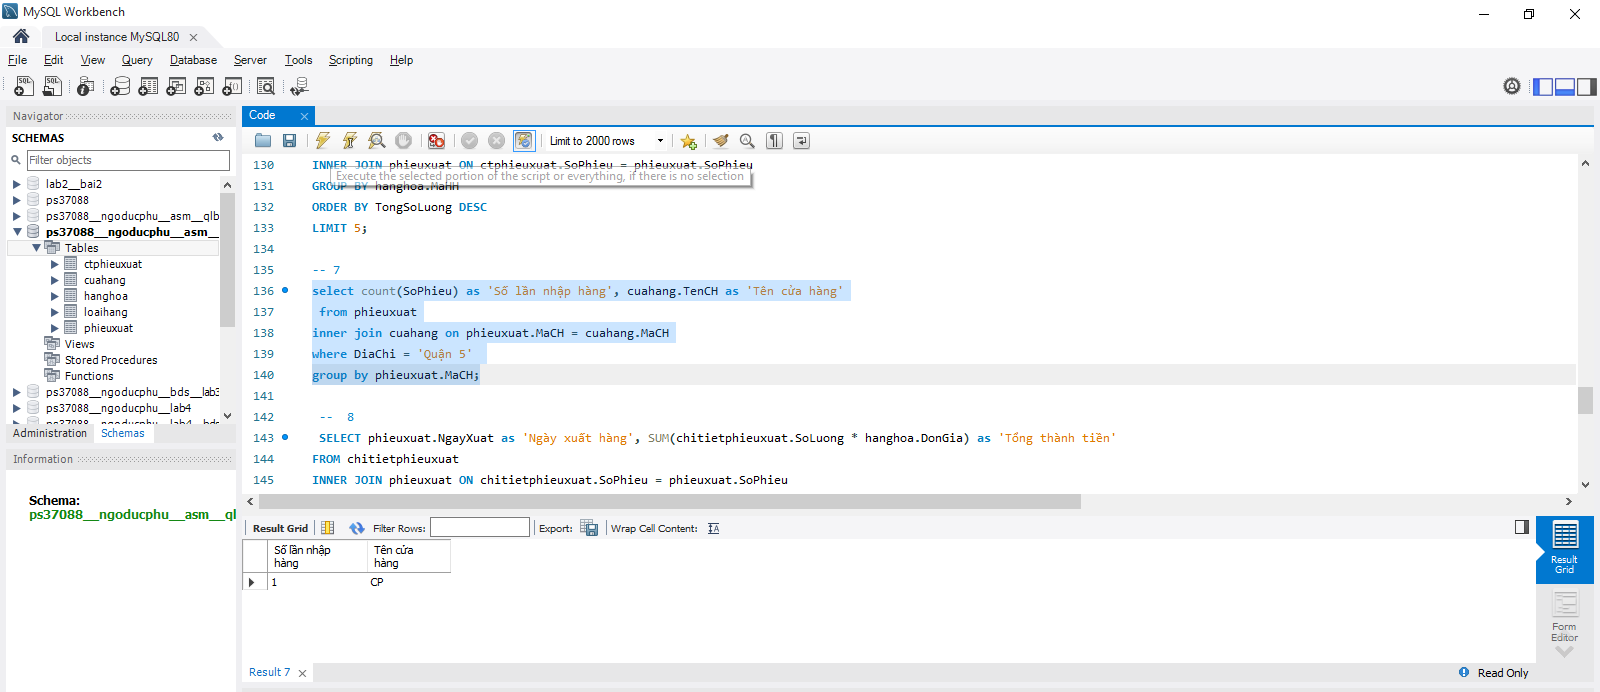 MySQL Workbench
Local instance MySQL80
File Edit View Query Database Server Tools Scripting Help
Navigator
SCHEMAS
Filter objects
lab2__bai2
ps37088
ps37088__ngoducphu__asm__qlb
ps37088__ngoducphu__asm__
Tables
ctphieuxuat
cuahang
hanghoa
loaihang
phieuxuat
Views
Stored Procedures
Functions
ps37088__ngoducphu__bds__lab3
ps37088__ngoducphu__lab4
Administration Schemas
Information
Schema:
ps37088__ngoducphu__asm__ql
Code
Limit to 2000 rows
130 INNER JOIN phieuxuat ON ctphieuxuat.SoPhieu = phieuxuat.SoPhieu
Execute the selected portion of the script or everything, if there is no selection
131 GROUP BY hanghoa.MaHH
132 ORDER BY TongSoLuong DESC
133 LIMIT 5;
134
135 -- 7
136 select count(SoPhieu) as 'Số lần nhập hàng', cuahang.TenCH as 'Tên cửa hàng'
137 from phieuxuat
138 inner join cuahang on phieuxuat.MaCH = cuahang.MaCH
139 where DiaChi = 'Quận 5'
140 group by phieuxuat.MaCH;
141
142 -- 8
143 SELECT phieuxuat.NgayXuat as 'Ngày xuất hàng', SUM(chitietphieuxuat.SoLuong * hanghoa.DonGia) as 'Tổng thành tiền'
144 FROM chitietphieuxuat
145 INNER JOIN phieuxuat ON chitietphieuxuat.SoPhieu = phieuxuat.SoPhieu
Result Grid Filter Rows: Export: Wrap Cell Content:
Số lần nhập hàng Tên cửa hàng
1 CP
Result Grid
Form Editor
Result 7
Read Only